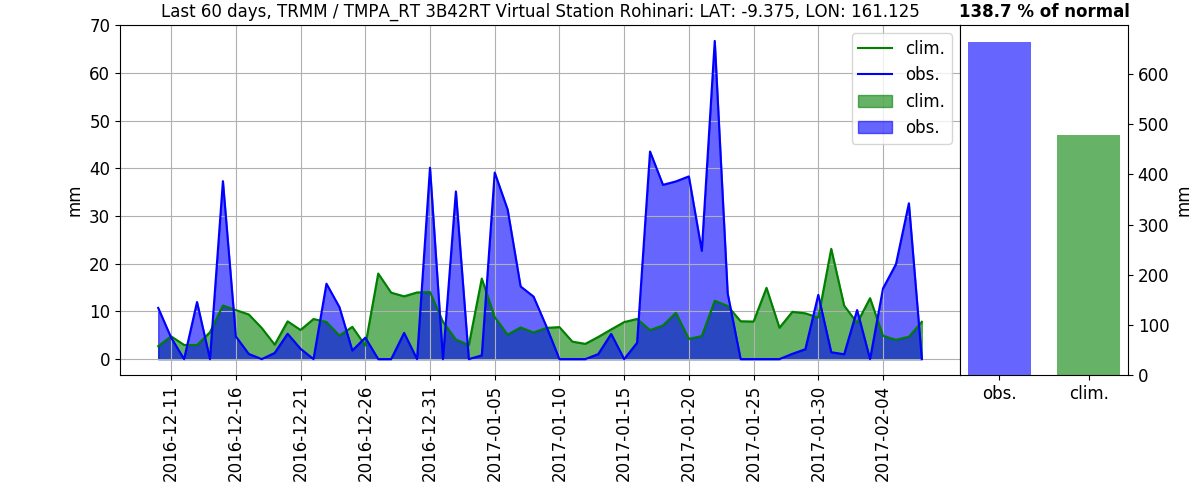 Last 60 days, TRMM / TMPA_RT 3B42RT Virtual Station Rohinari: LAT: -9.375, LON: 161.125
138.7 % of normal
70
60
50
40
30
20
10
0
mm
clim.
obs.
clim.
obs.
600
500
400
300
200
100
0
mm
obs.
clim.
2016-12-11
2016-12-16
2016-12-21
2016-12-26
2016-12-31
2017-01-05
2017-01-10
2017-01-15
2017-01-20
2017-01-25
2017-01-30
2017-02-04